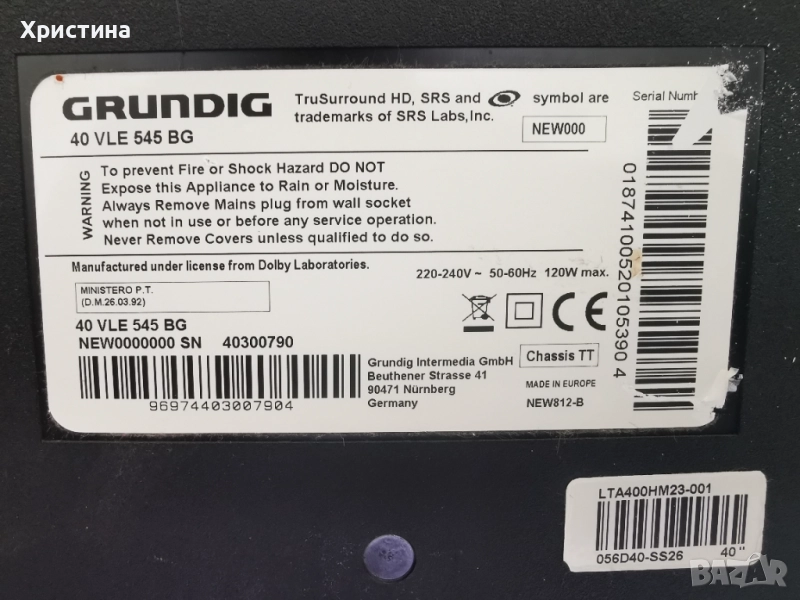 Христина
GRUNDIG
40 VLE 545 BG
TruSurround HD, SRS and symbol are
trademarks of SRS Labs, Inc.
NEW000
Serial
WARNING
To prevent Fire or Shock Hazard DO NOT
Expose this Appliance to Rain or Moisture.
Always Remove Mains plug from wall socket
when not in use or before any service operation.
Never Remove Covers unless qualified to do so.
Manufactured under license from Dolby Laboratories.
220-240V ~ 50-60Hz 120W max.
MINISTERO P.T.
(D.M.26.03.92)
40 VLE 545 BG
NEW0000000 SN 40300790
96974403007904
Grundig Intermedia GmbH
Beuthener Strasse 41
90471 Nürnberg
Germany
Chassis TT
MADE IN EUROPE
NEW812-B
CE
01874100520105390 4
LTA400HM23-001
056D40-SS26 40"
BAZAR